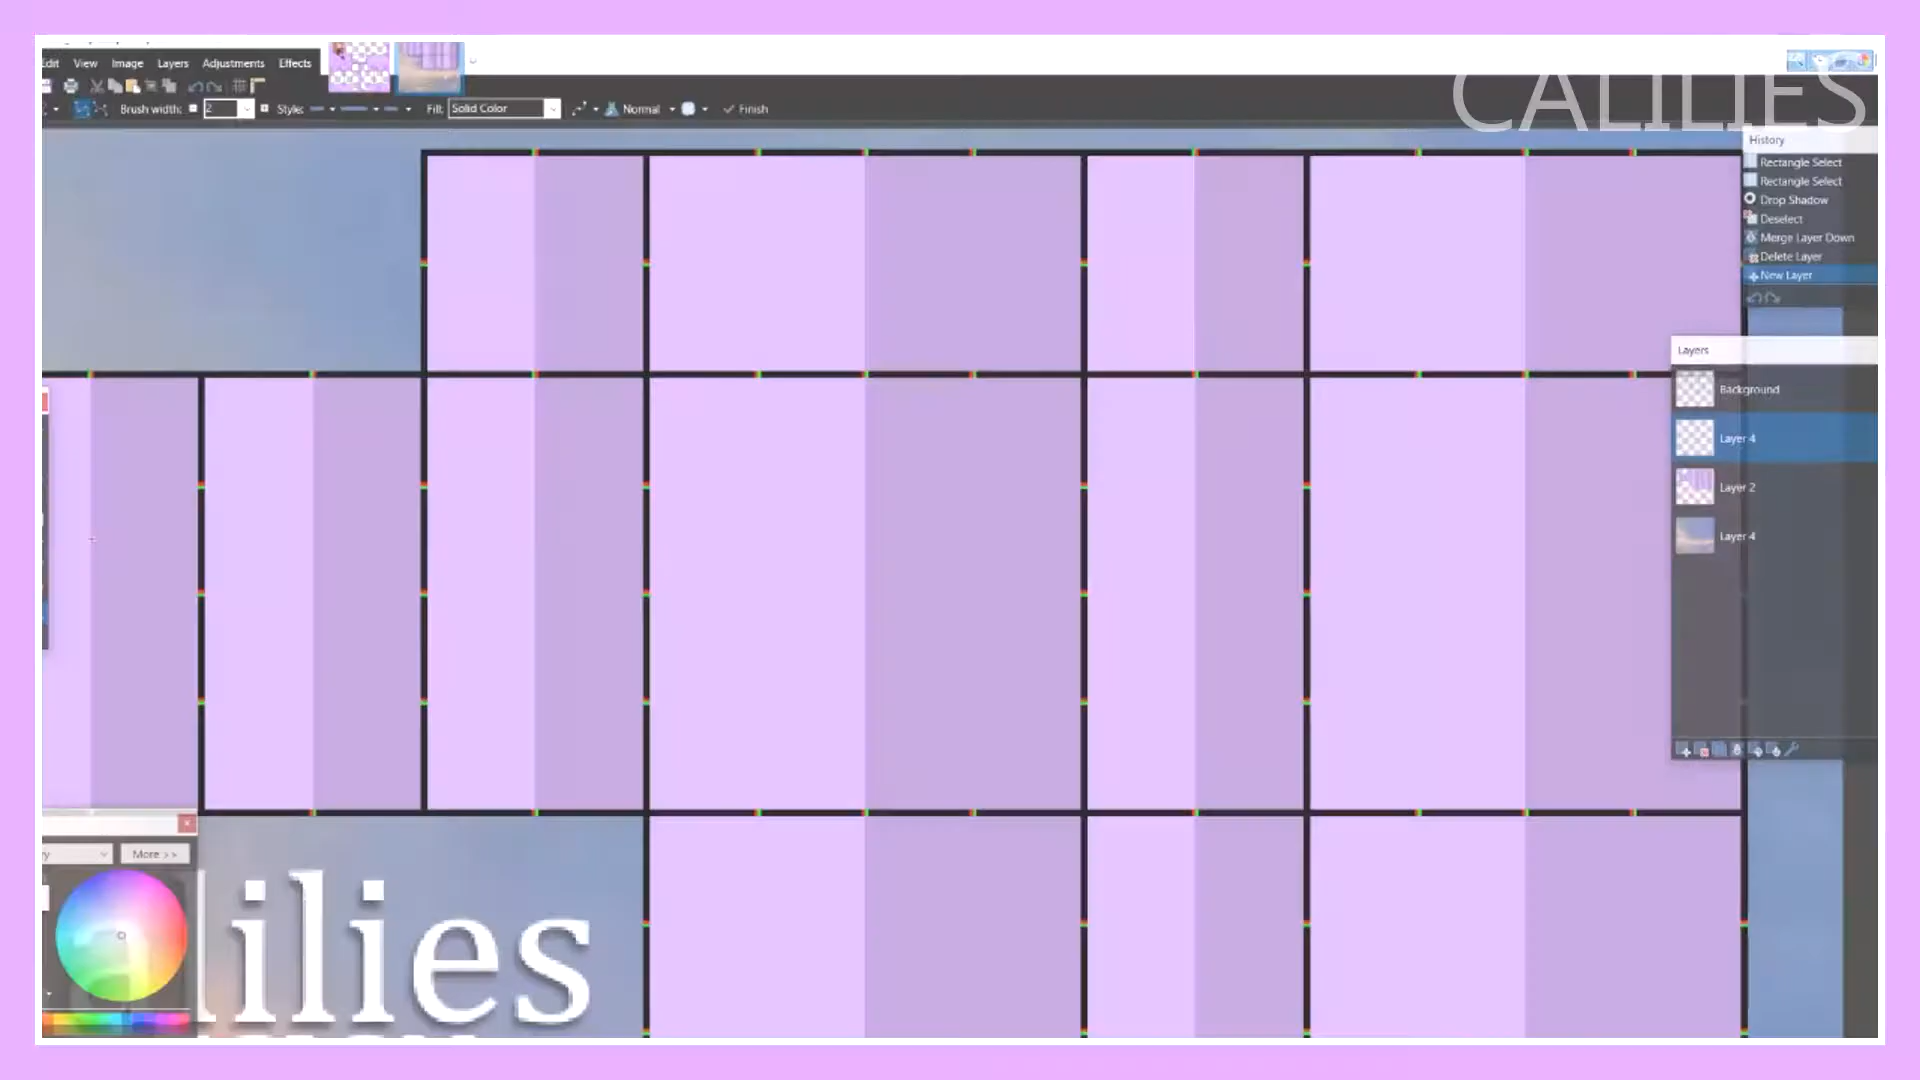 View Image Layers Adjustments Effects
Brush width: 2 Style: Fill: Solid Color Normal Finish
CALILIES
History
Rectangle Select
Rectangle Select
Drop Shadow
Deselect
Merge Layer Down
Delete Layer
New Layer
Layers
Background
Layer 4
Layer 2
Layer 4
More >>
ilies